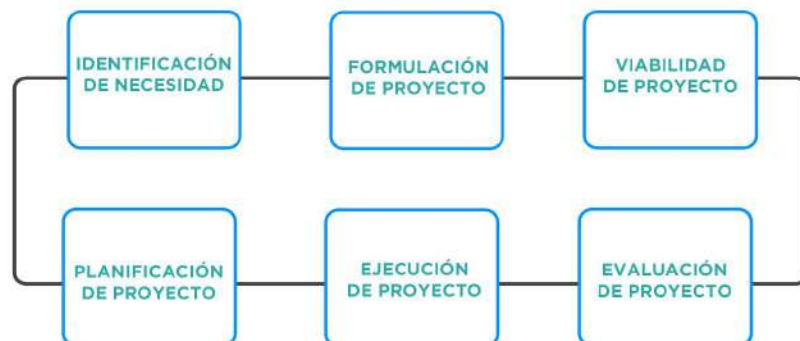 IDENTIFICACIÓN
DE NECESIDAD
FORMULACIÓN
DE PROYECTO
VIABILIDAD
DE PROYECTO
PLANIFICACIÓN
DE PROYECTO
EJECUCIÓN
DE PROYECTO
EVALUACIÓN
DE PROYECTO